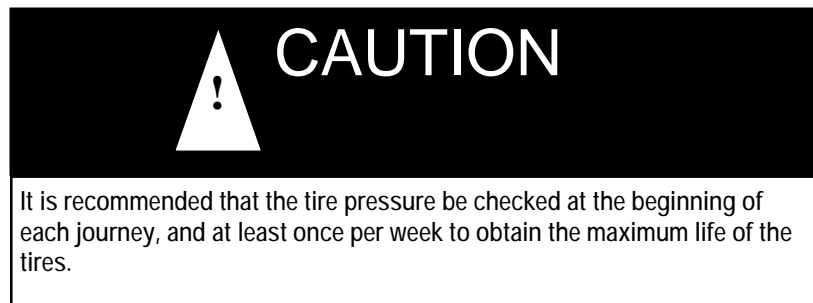 CAUTION
!
It is recommended that the tire pressure be checked at the beginning of
each journey, and at least once per week to obtain the maximum life of the
tires.